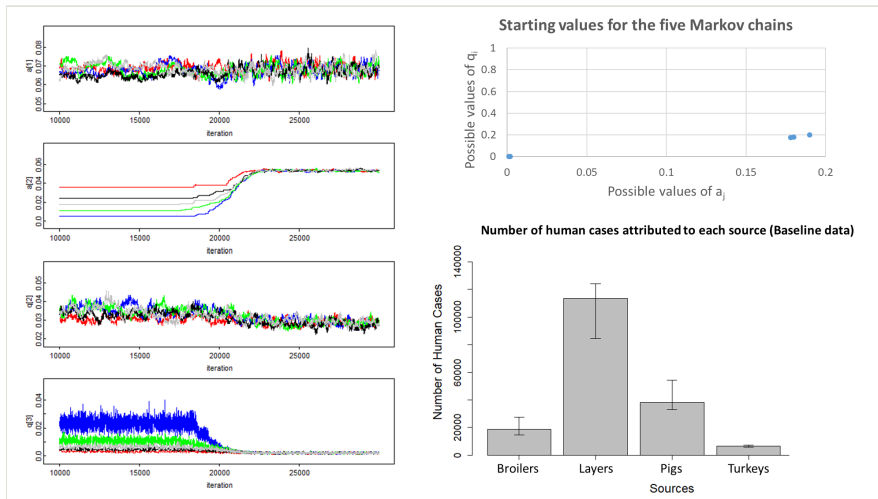 a[1]
0.05 0.06 0.07 0.08
10000 15000 20000 25000
iteration
a[2]
0.0 0.02 0.04 0.06
10000 15000 20000 25000
iteration
q[2]
0.02 0.03 0.04 0.05
10000 15000 20000 25000
iteration
q[3]
0.0 0.02 0.04
10000 15000 20000 25000
iteration
Starting values for the five Markov chains
Possible values of qi
1
0.8
0.6
0.4
0.2
0
0 0.05 0.1 0.15 0.2
Possible values of aj
Number of human cases attributed to each source (Baseline data)
Number of Human Cases
0 20000 60000 100000 140000
Broilers Layers Pigs Turkeys
Sources